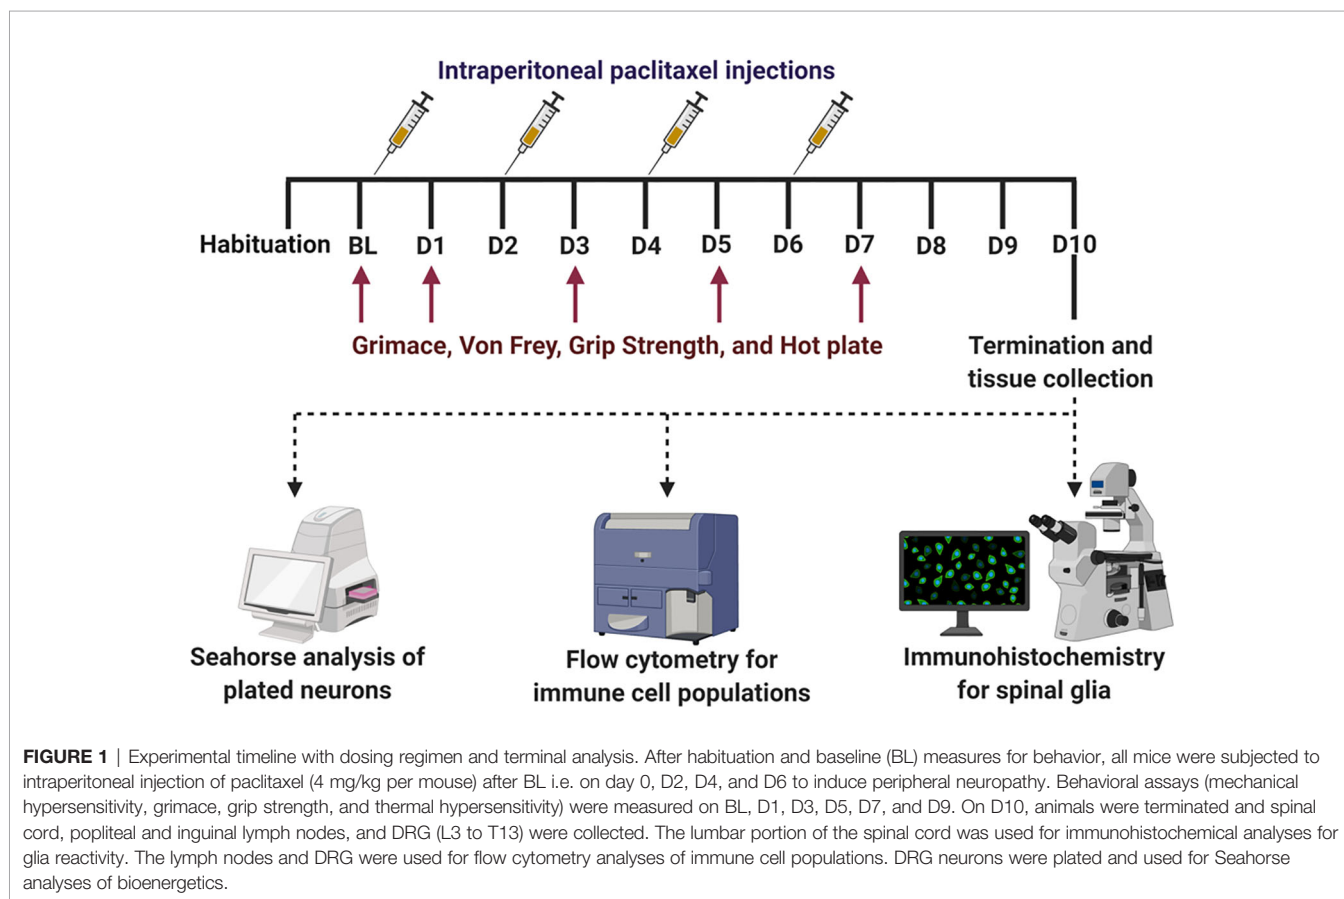 Intraperitoneal paclitaxel injections
Habituation BL D1 D2 D3 D4 D5 D6 D7 D8 D9 D10
Grimace, Von Frey, Grip Strength, and Hot plate
Termination and
tissue collection
Seahorse analysis of
plated neurons
Flow cytometry for
immune cell populations
Immunohistochemistry
for spinal glia
FIGURE 1 | Experimental timeline with dosing regimen and terminal analysis. After habituation and baseline (BL) measures for behavior, all mice were subjected to
intraperitoneal injection of paclitaxel (4 mg/kg per mouse) after BL i.e. on day 0, D2, D4, and D6 to induce peripheral neuropathy. Behavioral assays (mechanical
hypersensitivity, grimace, grip strength, and thermal hypersensitivity) were measured on BL, D1, D3, D5, D7, and D9. On D10, animals were terminated and spinal
cord, popliteal and inguinal lymph nodes, and DRG (L3 to T13) were collected. The lumbar portion of the spinal cord was used for immunohistochemical analyses for
glia reactivity. The lymph nodes and DRG were used for flow cytometry analyses of immune cell populations. DRG neurons were plated and used for Seahorse
analyses of bioenergetics.